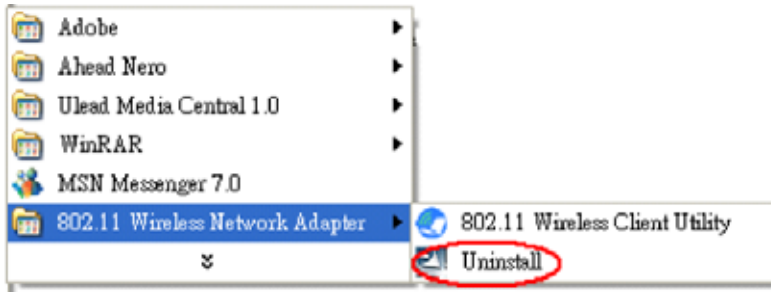 Adobe
Ahead Nero
Ulead Media Central 1.0
WinRAR
MSN Messenger 7.0
802.11 Wireless Network Adapter
802.11 Wireless Client Utility
Uninstall